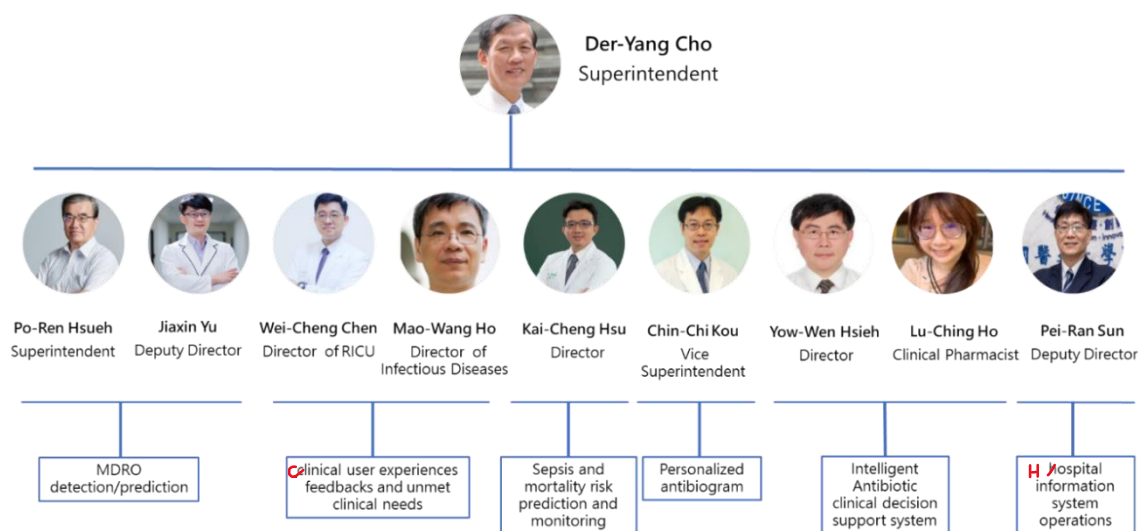 Der-Yang Cho
Superintendent
Po-Ren Hsueh
Superintendent
Jiaxin Yu
Deputy Director
Wei-Cheng Chen
Director of RICU
Mao-Wang Ho
Director of
Infectious Diseases
Kai-Cheng Hsu
Director
Chin-Chi Kou
Vice
Superintendent
Yow-Wen Hsieh
Director
Lu-Ching Ho
Clinical Pharmacist
Pei-Ran Sun
Deputy Director
MDRO
detection/prediction
C clinical user experiences
feedbacks and unmet
clinical needs
Sepsis and
mortality risk
prediction and
monitoring
Personalized
antibiogram
Intelligent
Antibiotic
clinical decision
support system
H hospital
information
system
operations